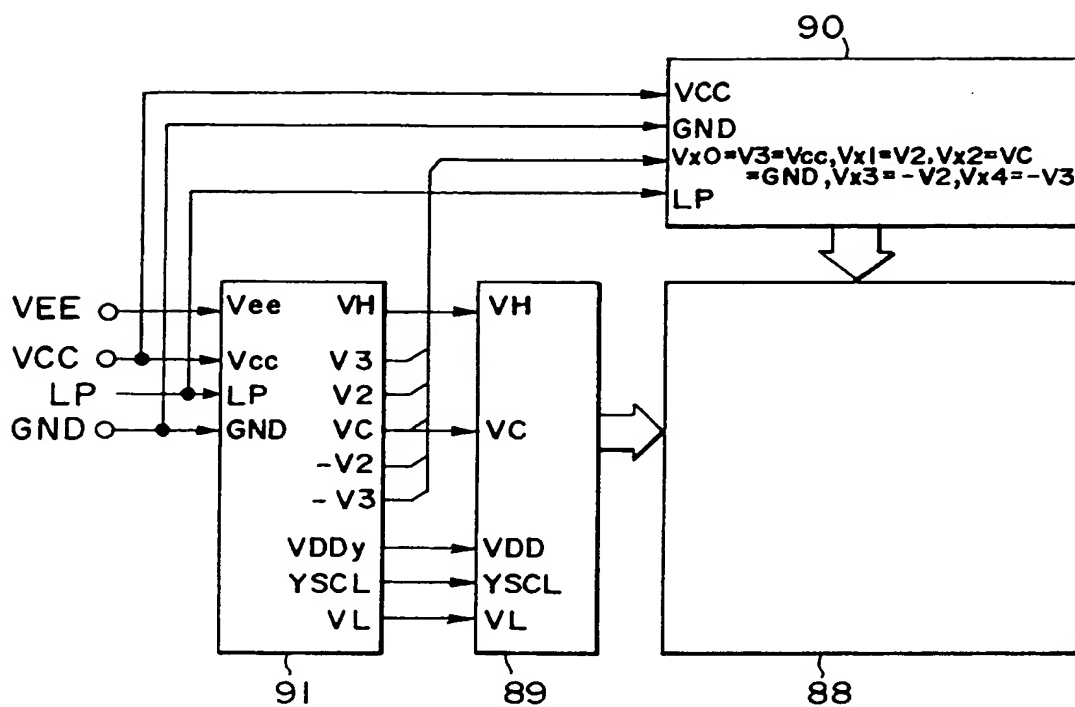 90
VCC
GND
Vx0=V3=Vcc,Vx1=V2,Vx2=VC
=GND,Vx3=-V2,Vx4=-V3
LP
VEE
VCC
LP
GND
Vee
Vcc
LP
GND
VH
V3
V2
VC
-V2
-V3
VDDy
YSCL
VL
VH
VC
VDD
YSCL
VL
91
89
88